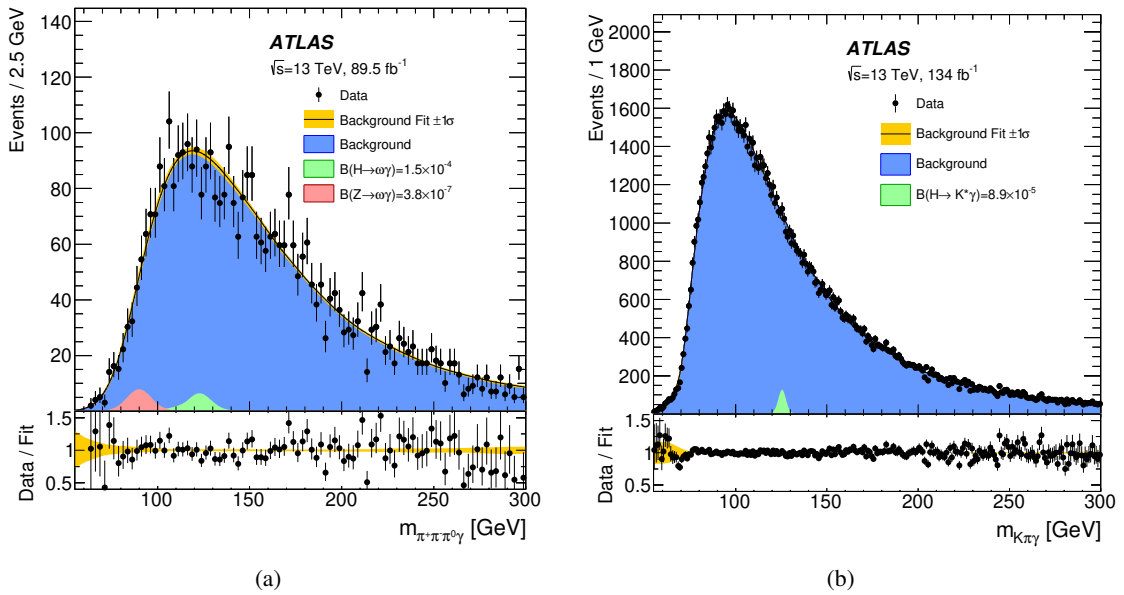 Events / 2.5 GeV
140
120
100
80
60
40
20
ATLAS
√s=13 TeV, 89.5 fb⁻¹
Data
Background Fit ±1σ
Background
B(H→ωγ)=1.5×10⁻⁴
B(Z→ωγ)=3.8×10⁻⁷
Data / Fit
1.5
1
0.5
100 150 200 250 300
m_π⁺π⁻π⁰γ [GeV]
(a)
Events / 1 GeV
2000
1800
1600
1400
1200
1000
800
600
400
200
ATLAS
√s=13 TeV, 134 fb⁻¹
Data
Background Fit ±1σ
Background
B(H→ K*γ)=8.9×10⁻⁵
Data / Fit
1.5
1
0.5
100 150 200 250 300
m_Kπγ [GeV]
(b)